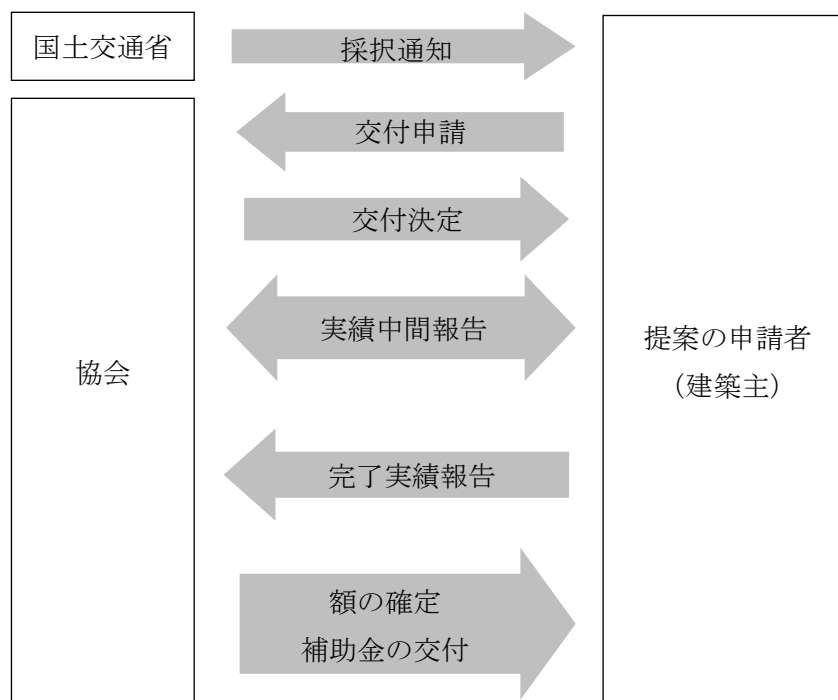 国土交通省
採択通知
交付申請
交付決定
実績中間報告
協会
提案の申請者
（建築主）
完了実績報告
額の確定
補助金の交付